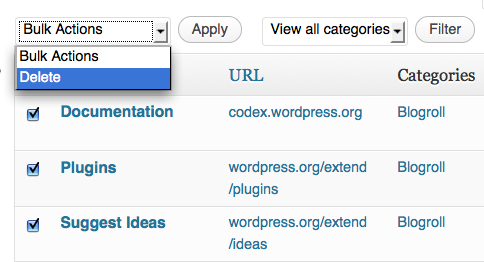 Bulk Actions Apply View all categories Filter
Bulk Actions
Delete
URL Categories
Documentation codex.wordpress.org Blogroll
Plugins wordpress.org/extend Blogroll
/plugins
Suggest Ideas wordpress.org/extend Blogroll
/ideas